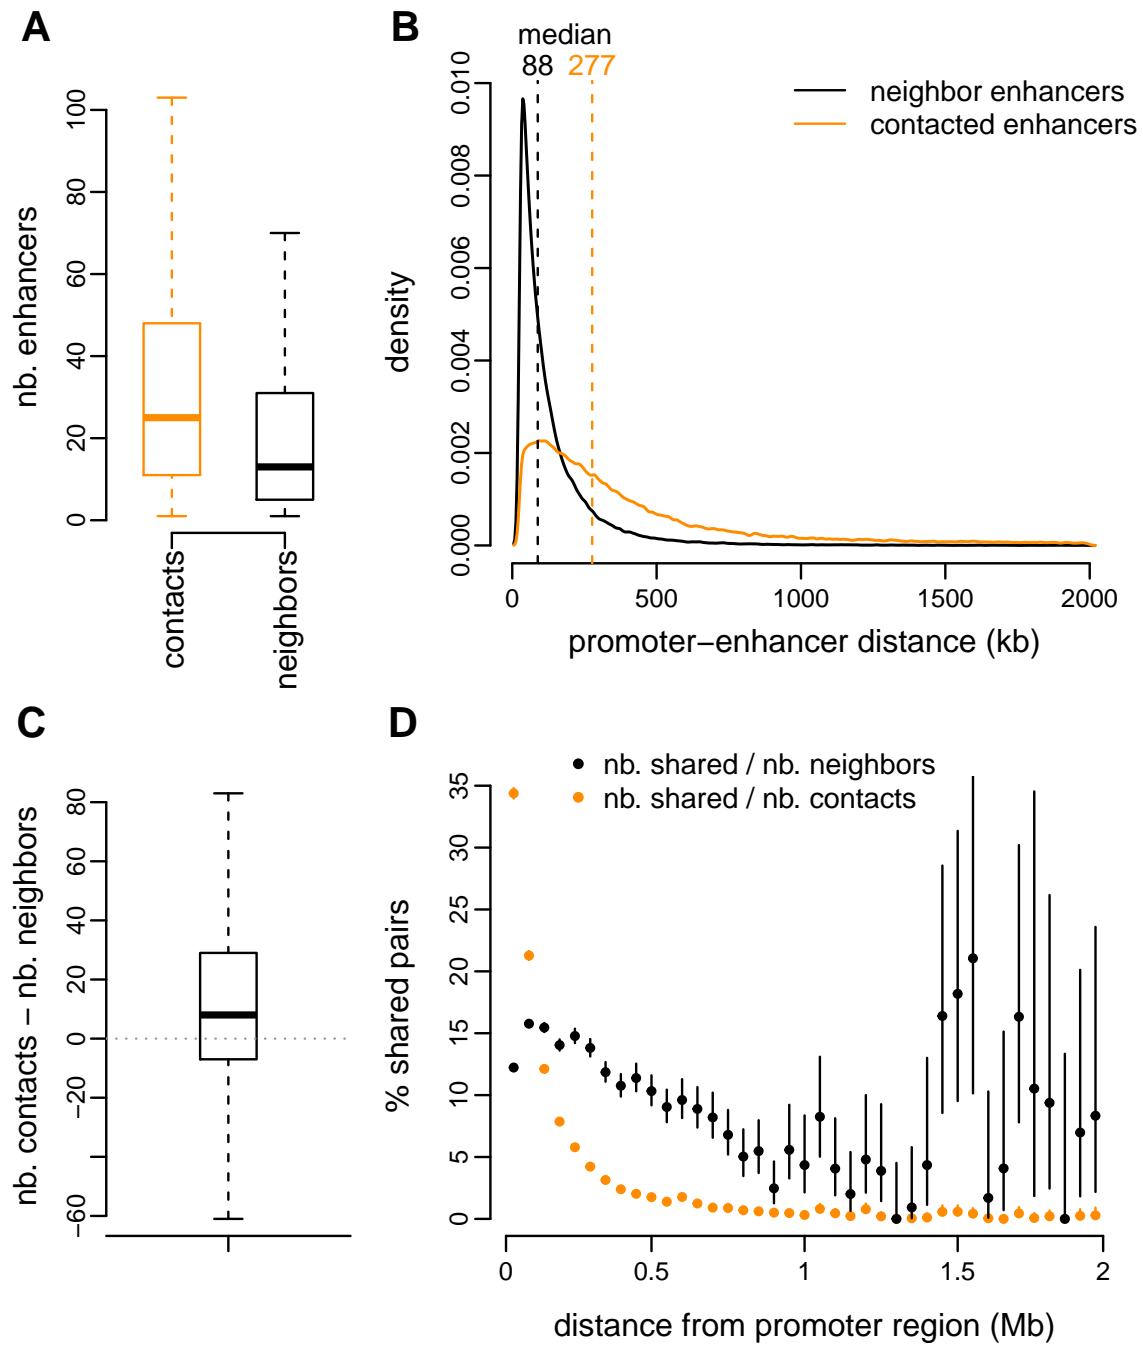 A
nb. enhancers
0
20
40
60
80
100
contacts
neighbors
B
median
88 277
neighbor enhancers
contacted enhancers
density
0.000
0.002
0.004
0.006
0.008
0.010
0 500 1000 1500 2000
promoter−enhancer distance (kb)
C
nb. contacts − nb. neighbors
−60
−20
0
20
40
60
80
D
nb. shared / nb. neighbors
nb. shared / nb. contacts
% shared pairs
0
5
10
15
20
25
30
35
0 0.5 1 1.5 2
distance from promoter region (Mb)